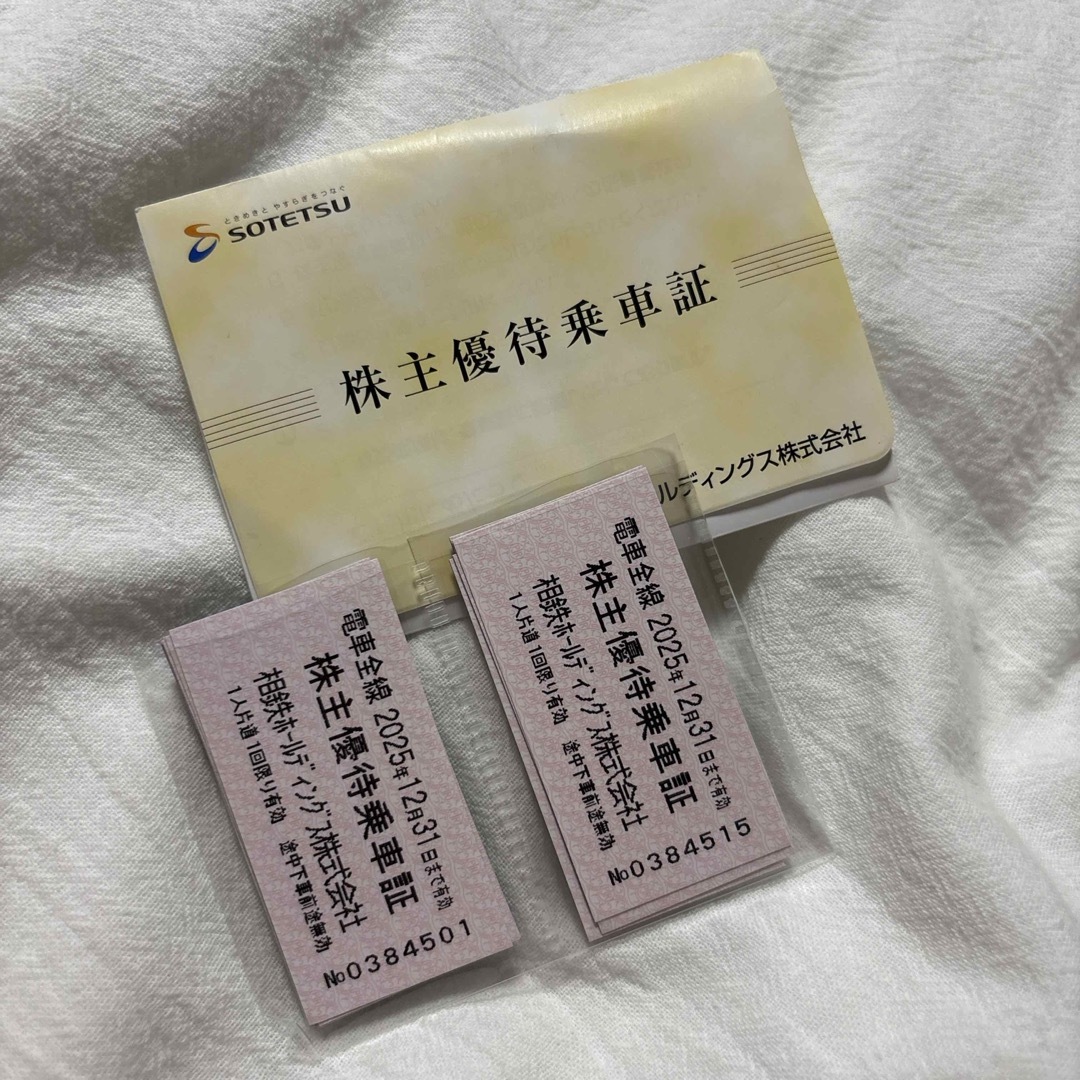 ときめきと やすらぎをつなぐ
SOTETSU
株主優待乗車証
ルディングス株式会社
電車全線 2025年12月31日まで有効
株主優待乗車証
相鉄ホールディングス株式会社
1人片道1回限り有効 途中下車前途無効
№0384501
電車全線 2025年12月31日まで有効
株主優待乗車証
相鉄ホールディングス株式会社
1人片道1回限り有効 途中下車前途無効
№0384515